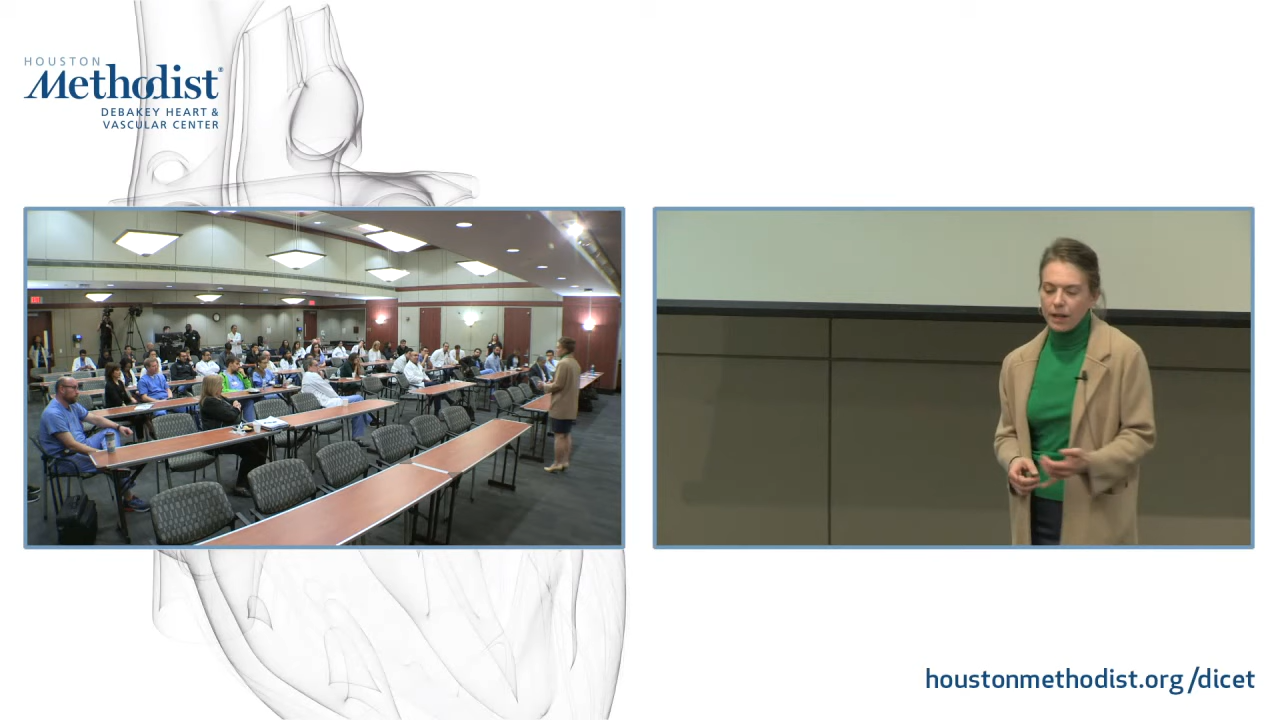 HOUSTON
Methodist®
DEBAKEY HEART &
VASCULAR CENTER
houstonmethodist.org/dicet